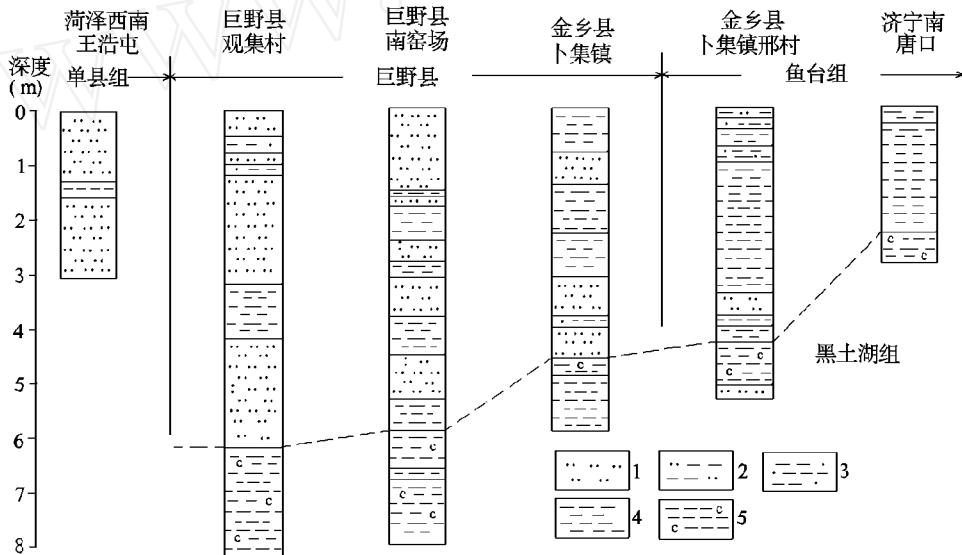 菏泽西南
王浩屯
巨野县
观集村
巨野县
南窑场
金乡县
卜集镇
金乡县
卜集镇邢村
济宁南
唐口
深度
(m)
单县组
巨野县
鱼台组
0
1
2
3
4
5
6
7
8
c
c
c
c
c
c
c
c
c
c
黑土湖组
1
2
3
4
c
c
5